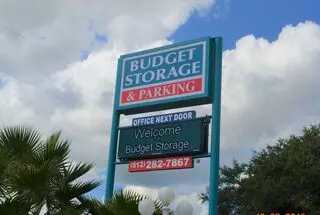 BUDGET
STORAGE
& PARKING
OFFICE NEXT DOOR
Welcome
Budget Storage
(512) 282-7867